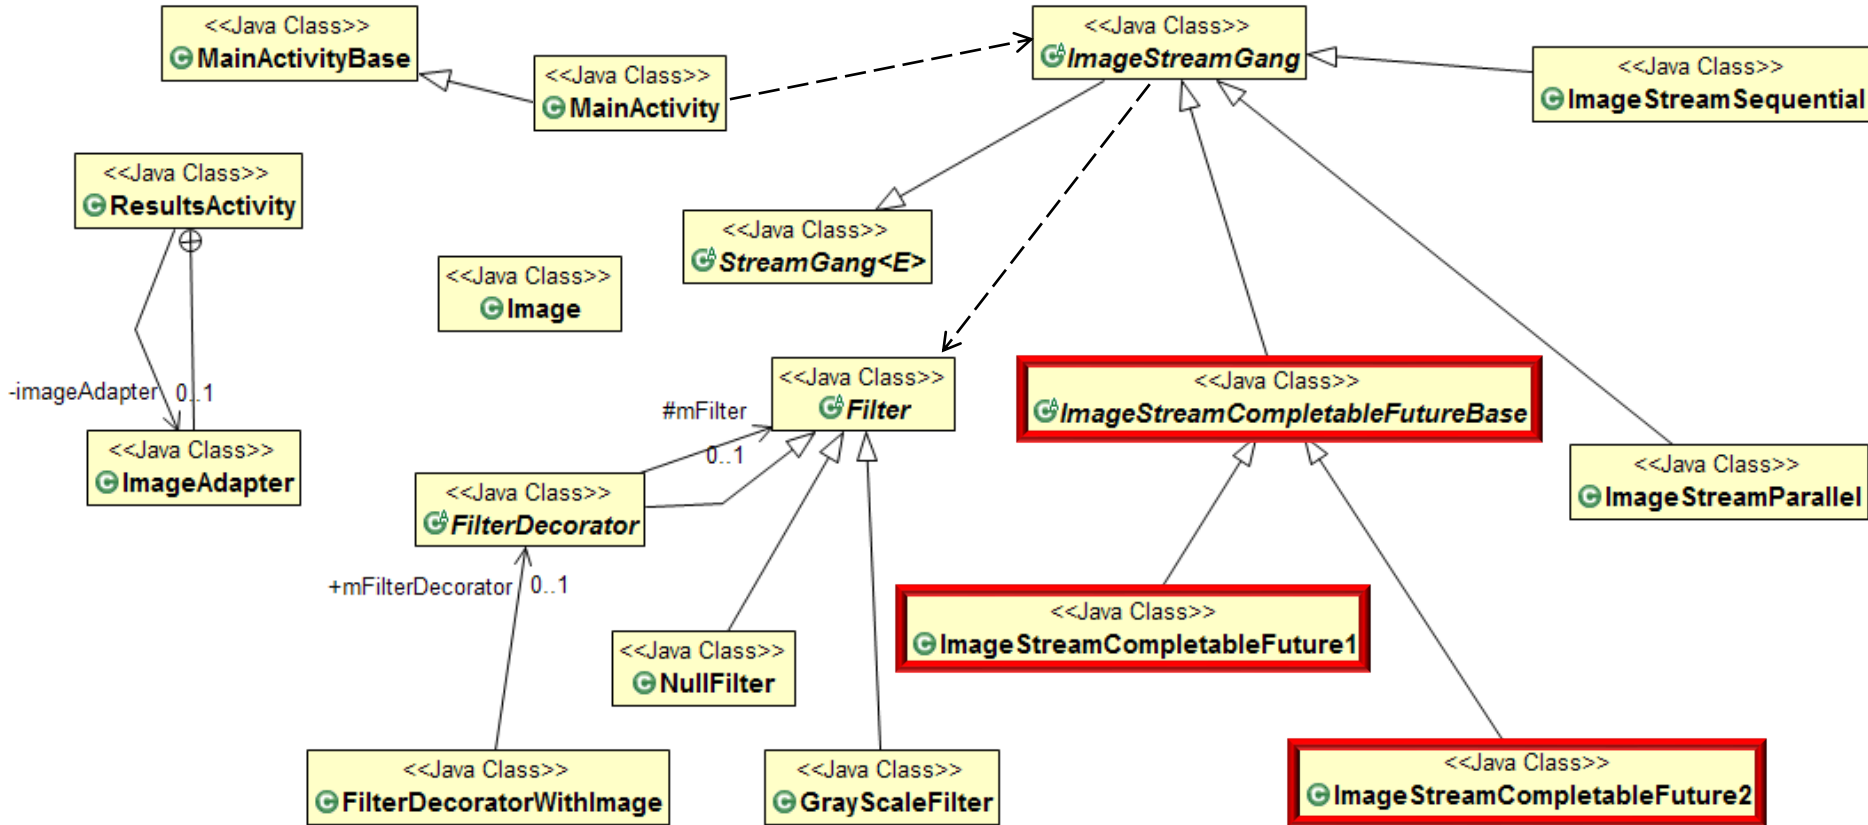 <<Java Class>>
MainActivityBase
<<Java Class>>
MainActivity
<<Java Class>>
ImageStreamGang
<<Java Class>>
ImageStreamSequential
<<Java Class>>
ResultsActivity
<<Java Class>>
StreamGang<E>
<<Java Class>>
Image
<<Java Class>>
Filter
<<Java Class>>
ImageStreamCompletableFutureBase
-imageAdapter 0..1
#mFilter
0..1
<<Java Class>>
ImageAdapter
<<Java Class>>
ImageStreamParallel
<<Java Class>>
FilterDecorator
+mFilterDecorator 0..1
<<Java Class>>
ImageStreamCompletableFuture1
<<Java Class>>
NullFilter
<<Java Class>>
FilterDecoratorWithImage
<<Java Class>>
GrayScaleFilter
<<Java Class>>
ImageStreamCompletableFuture2